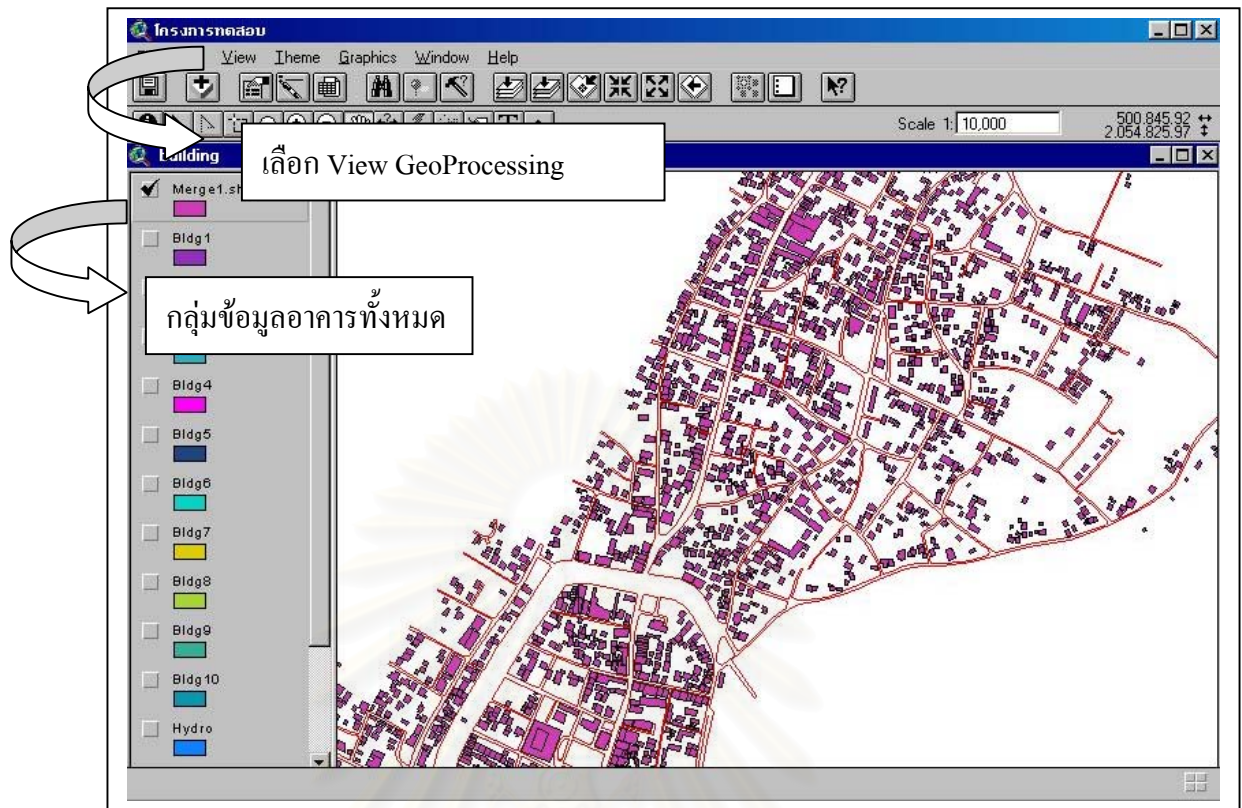 โครงการทดสอบ
View Theme Graphics Window Help
Scale 1: 10,000
500,845.92
2,054,825.97
Building
เลือก View GeoProcessing
Merge1.sh
Bldg1
กลุ่มข้อมูลอาคารทั้งหมด
Bldg4
Bldg5
Bldg6
Bldg7
Bldg8
Bldg9
Bldg10
Hydro